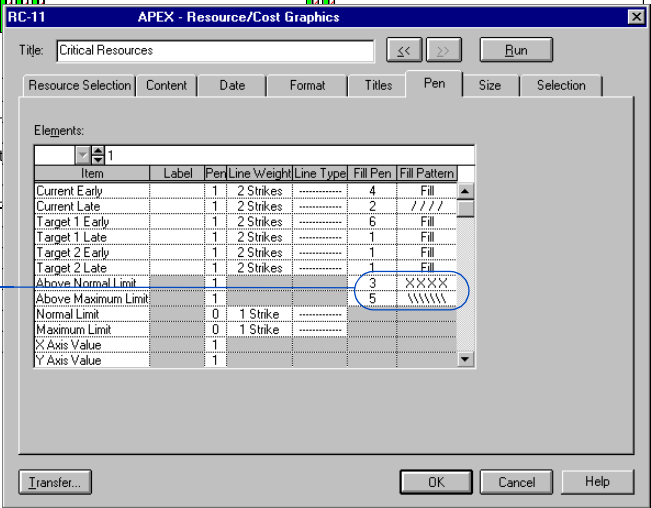 RC-11 APEX - Resource/Cost Graphics
Title: Critical Resources << >> Run
Resource Selection Content Date Format Titles Pen Size Selection
Elements:
1
Item Label Pen Line Weight Line Type Fill Pen Fill Pattern
Current Early 1 2 Strikes ------------ 4 Fill
Current Late 1 2 Strikes ------------ 2 ////
Target 1 Early 1 2 Strikes ------------ 6 Fill
Target 1 Late 1 2 Strikes ------------ 1 Fill
Target 2 Early 1 2 Strikes ------------ 1 Fill
Target 2 Late 1 2 Strikes ------------ 1 Fill
Above Normal Limit 1 3 XXXX
Above Maximum Limit 1 5 \\\\\\\
Normal Limit 0 1 Strike ------------
Maximum Limit 0 1 Strike ------------
X Axis Value 1
Y Axis Value 1
Transfer... OK Cancel Help